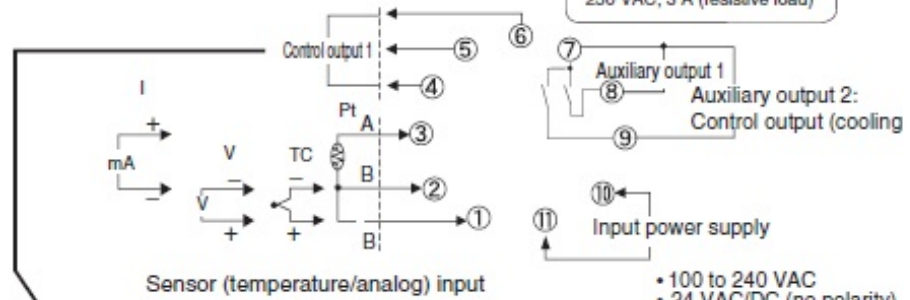 250 VAC, 3 A (resistive load)
Control output 1
⑥
⑤
④
⑦
Auxiliary output 1
⑧
Auxiliary output 2:
Control output (cooling
⑨
I
+
mA
−
V
−
V
+
TC
−
+
Pt
A
③
B
②
①
B
⑩
⑪
Input power supply
Sensor (temperature/analog) input
• 100 to 240 VAC
• 24 VAC/DC (no polarity)